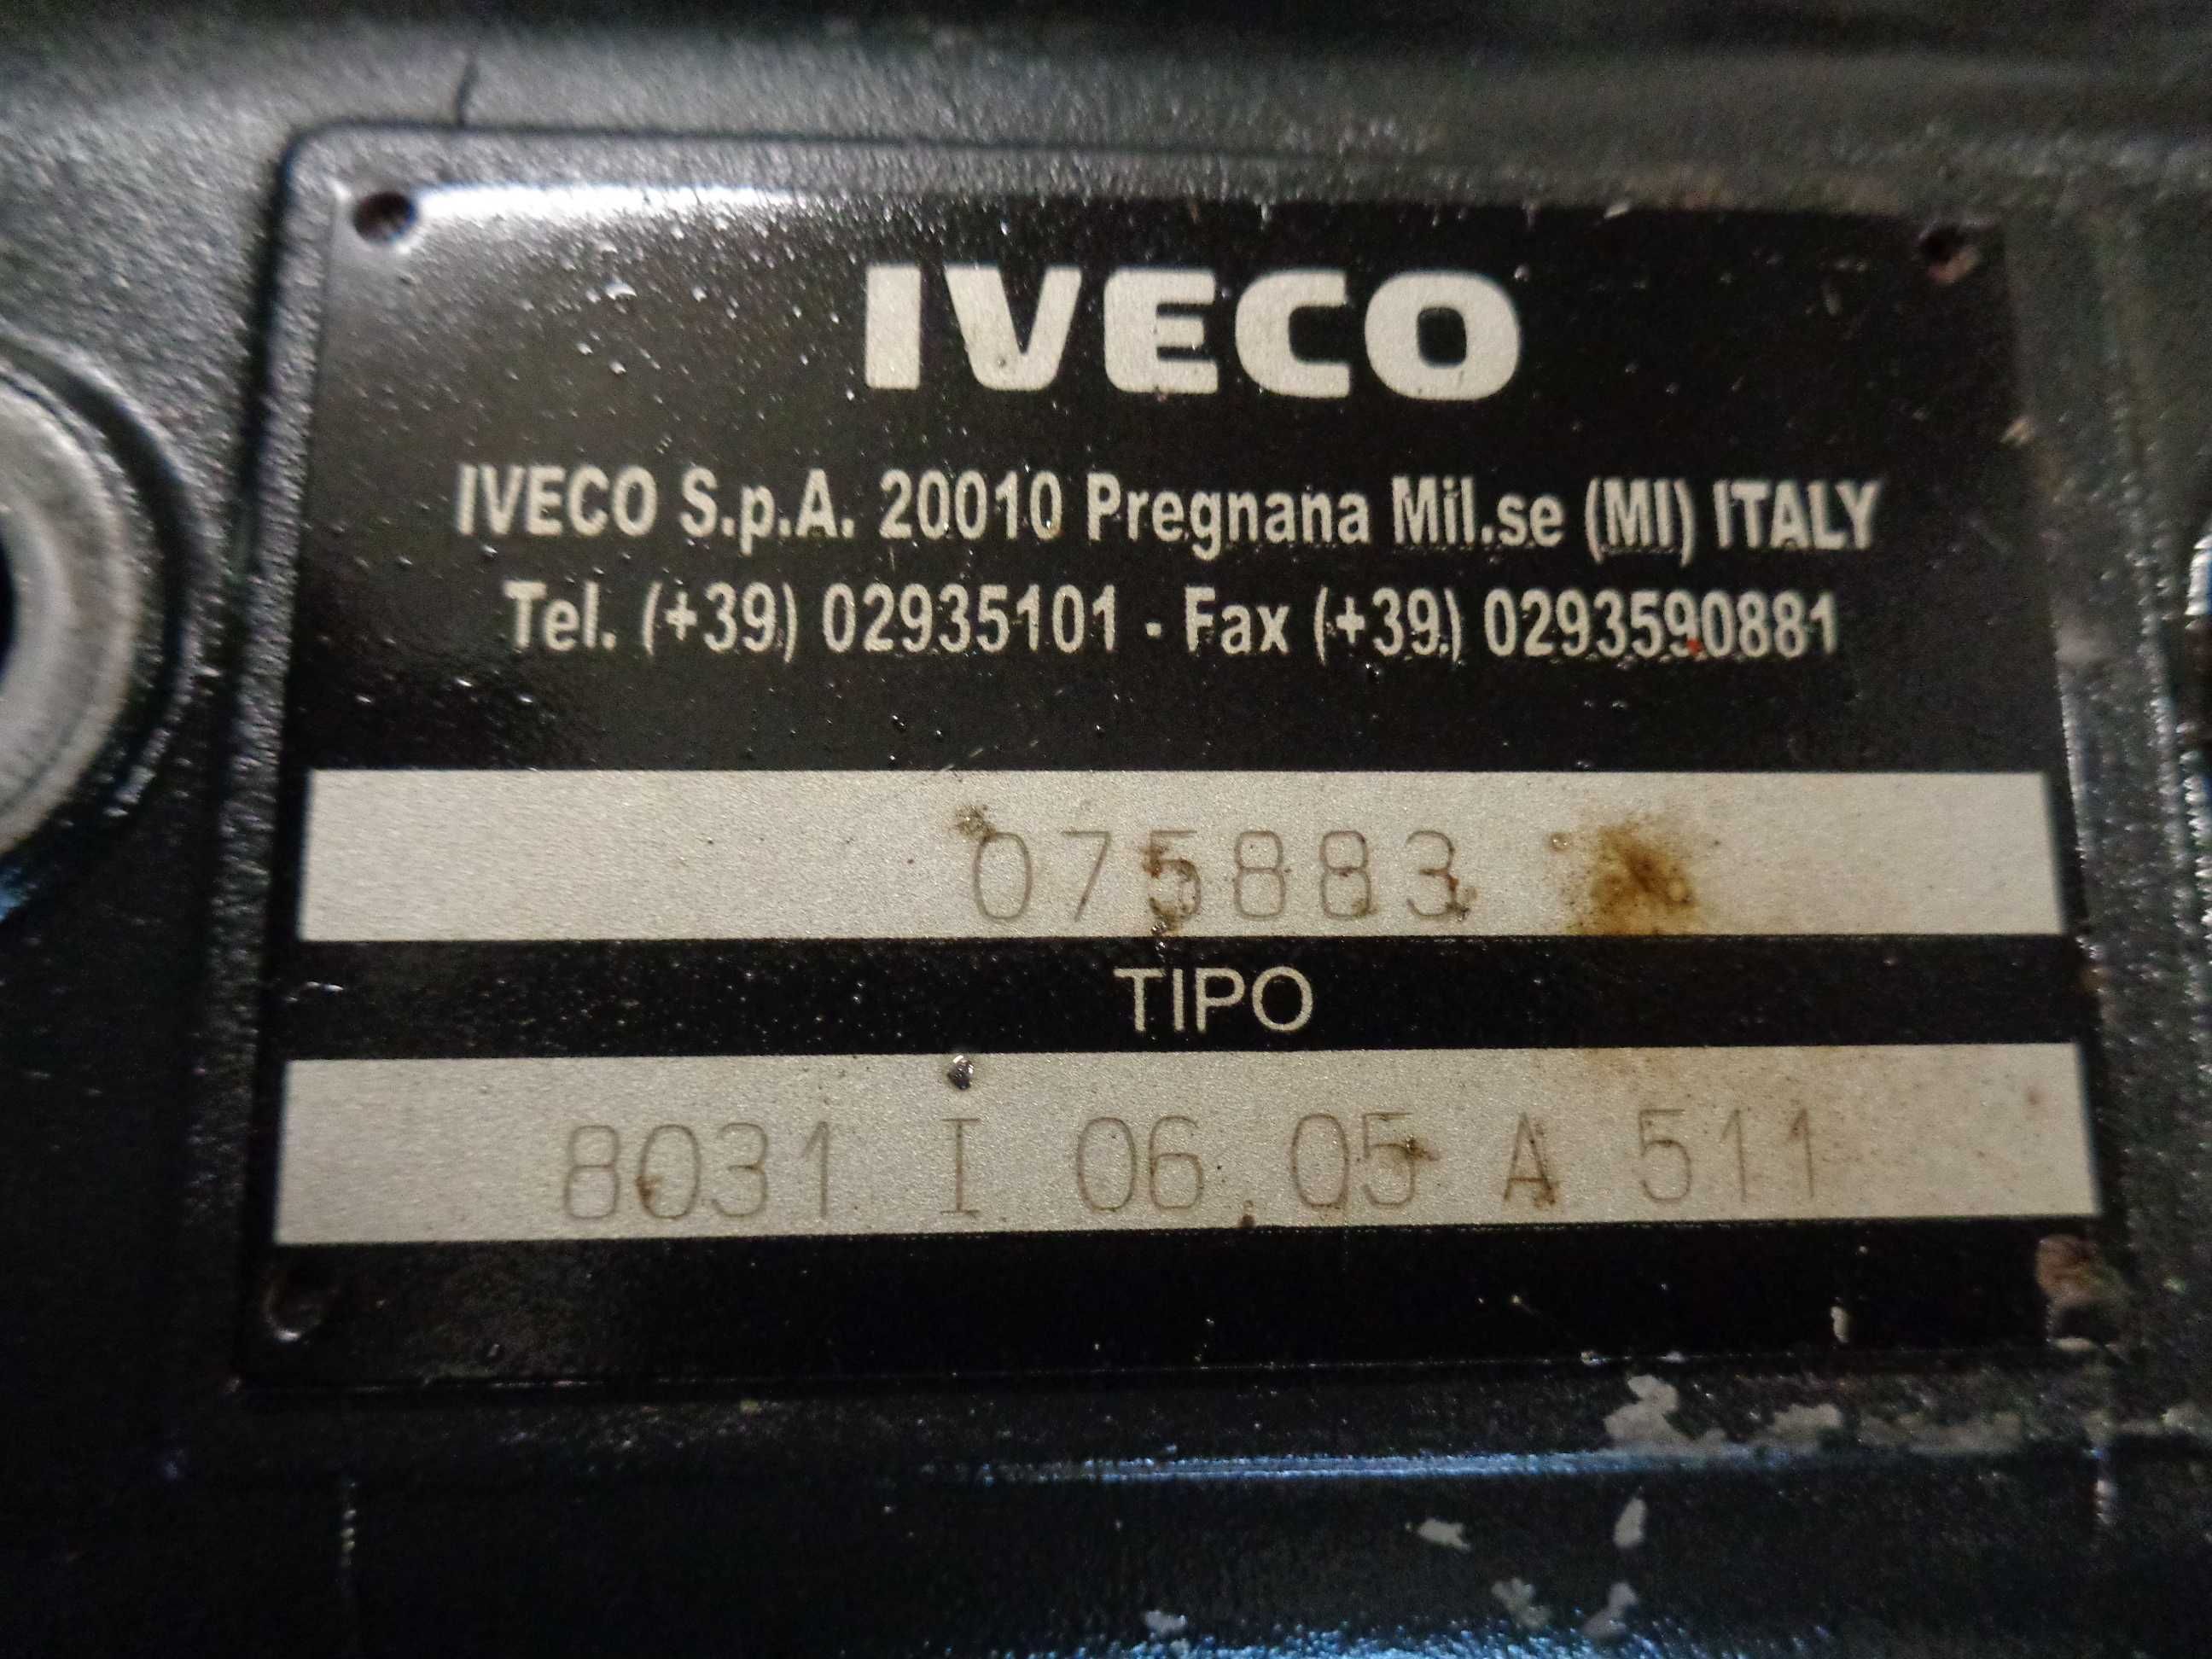 IVECO
IVECO S.p.A. 20010 Pregnana Mil.se (MI) ITALY
Tel. (+39) 02935101 - Fax (+39) 0293590881
075883
TIPO
8031 I 06.05 A 511